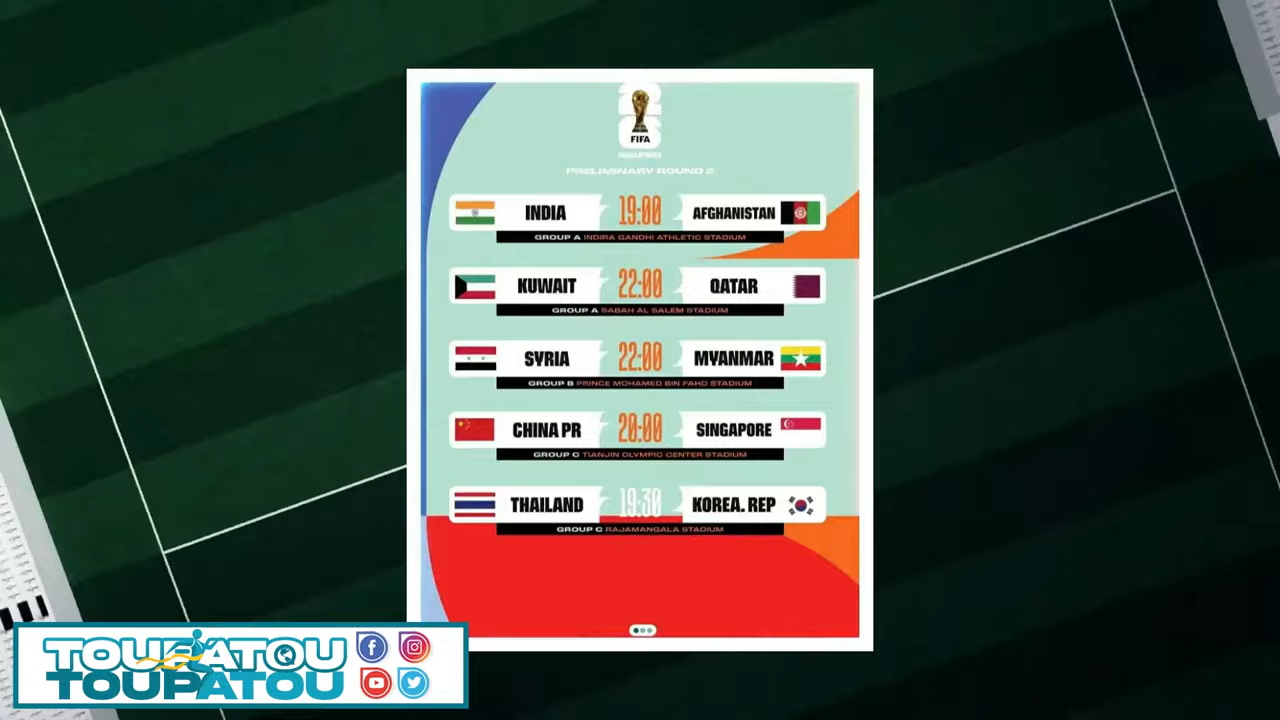 FIFA
PRELIMINARY ROUND 2
INDIA 19:00 AFGHANISTAN
GROUP A INDIRA GANDHI ATHLETIC STADIUM
KUWAIT 22:00 QATAR
GROUP A SABAH AL SALEM STADIUM
SYRIA 22:00 MYANMAR
GROUP B PRINCE MOHAMED BIN FAHD STADIUM
CHINA PR 20:00 SINGAPORE
GROUP C TIANJIN OLYMPIC CENTER STADIUM
THAILAND 19:30 KOREA. REP
GROUP C RAJAMANGALA STADIUM
TOUPATOU
TOUPATOU